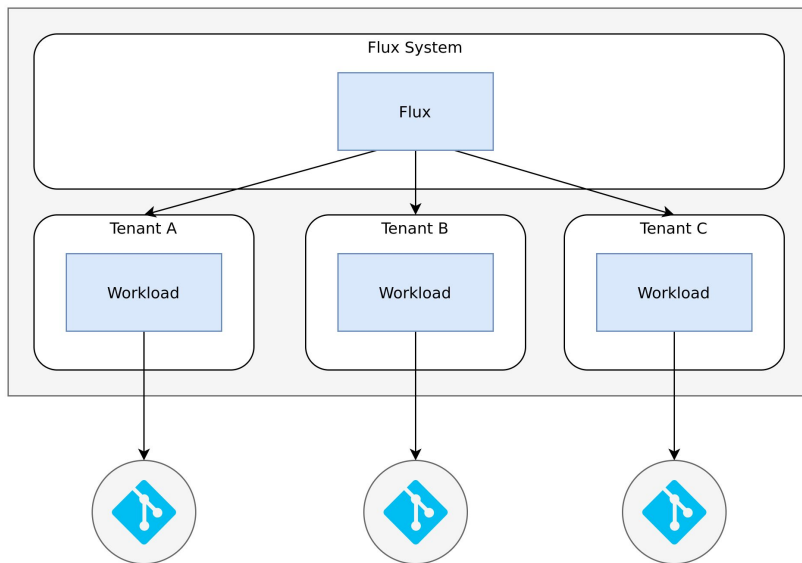 Flux System
Flux
Tenant A
Tenant B
Tenant C
Workload
Workload
Workload